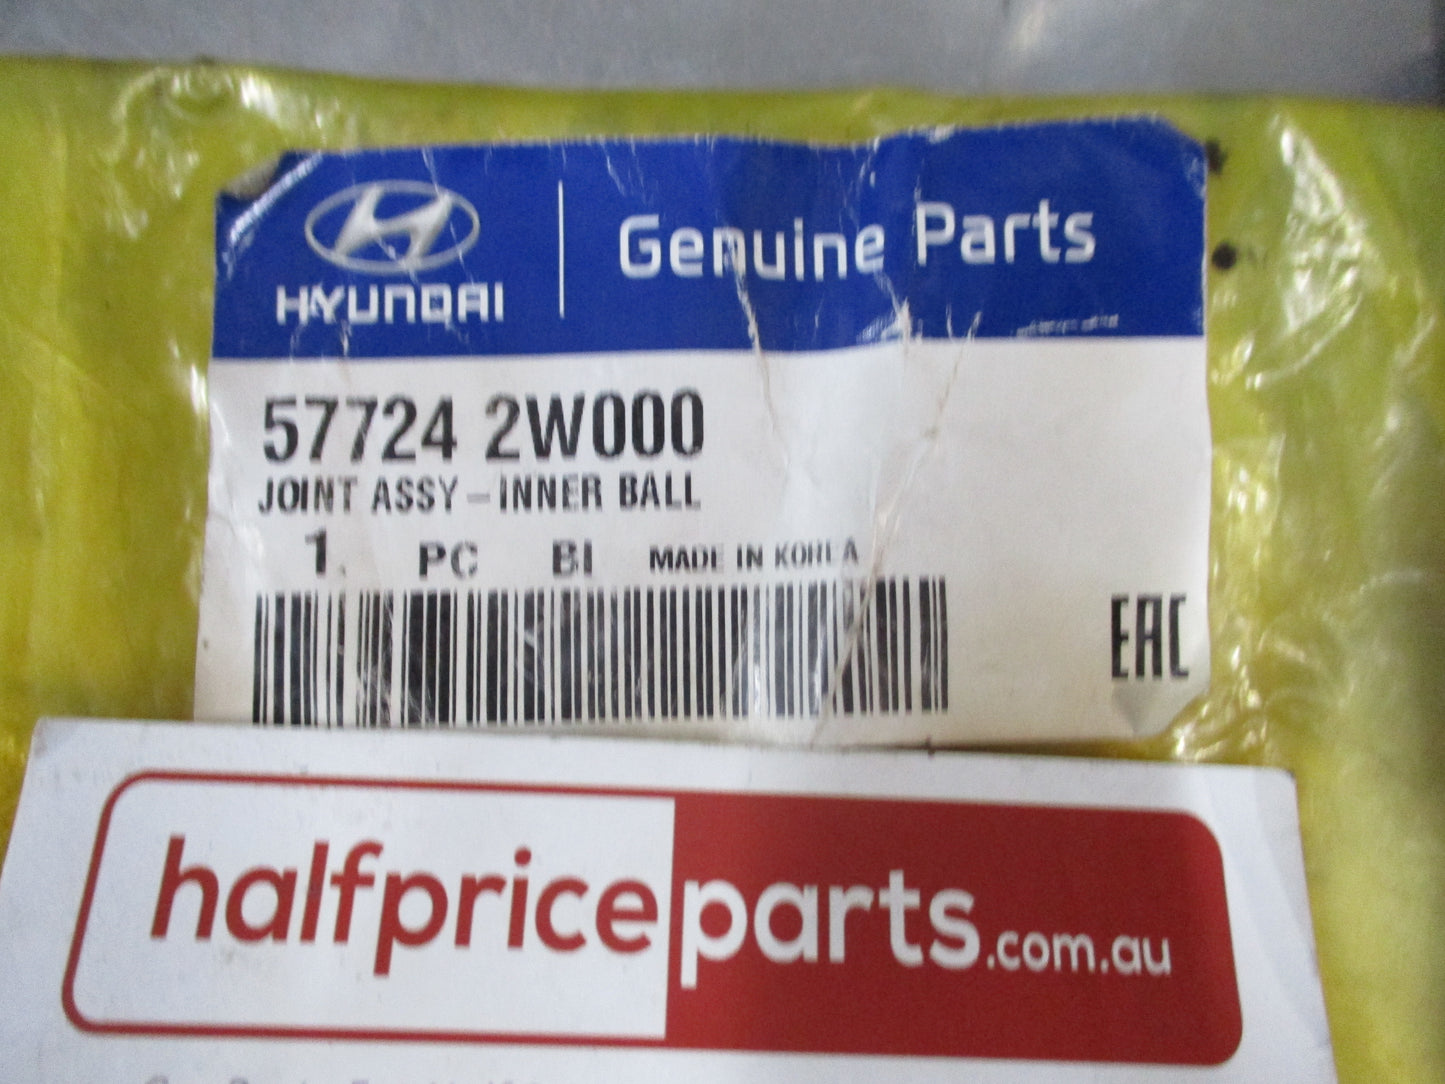 HYUNDAI
Genuine Parts
57724 2W000
JOINT ASSY-INNER BALL
1. PC BI MADE IN KOREA
EAC
halfpriceparts.com.au